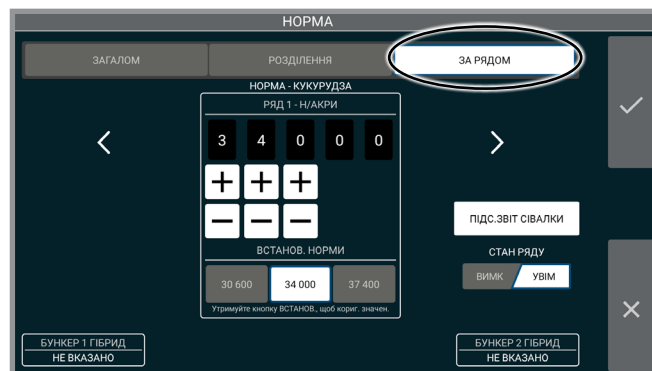 НОРМА
ЗАГАЛОМ
РОЗДІЛЕННЯ
ЗА РЯДОМ
НОРМА - КУКУРУДЗА
РЯД 1 - Н/АКРИ
3 4 0 0 0
ПІДС.ЗВІТ СІВАЛКИ
ВСТАНОВ. НОРМИ
СТАН РЯДУ
30 600
34 000
37 400
ВИМК
УВІМ
Утримуйте кнопку ВСТАНОВ., щоб кориг. значен.
БУНКЕР 1 ГІБРИД
НЕ ВКАЗАНО
БУНКЕР 2 ГІБРИД
НЕ ВКАЗАНО